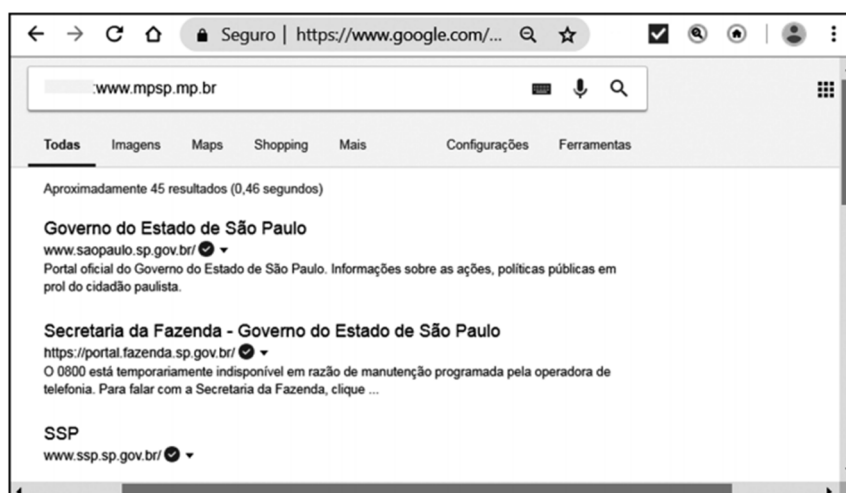 Seguro | https://www.google.com/...
:www.mpsp.mp.br
Todas Imagens Maps Shopping Mais Configurações Ferramentas
Aproximadamente 45 resultados (0,46 segundos)
Governo do Estado de São Paulo
www.saopaulo.sp.gov.br/
Portal oficial do Governo do Estado de São Paulo. Informações sobre as ações, políticas públicas em
prol do cidadão paulista.
Secretaria da Fazenda - Governo do Estado de São Paulo
https://portal.fazenda.sp.gov.br/
O 0800 está temporariamente indisponível em razão de manutenção programada pela operadora de
telefonia. Para falar com a Secretaria da Fazenda, clique ...
SSP
www.ssp.sp.gov.br/